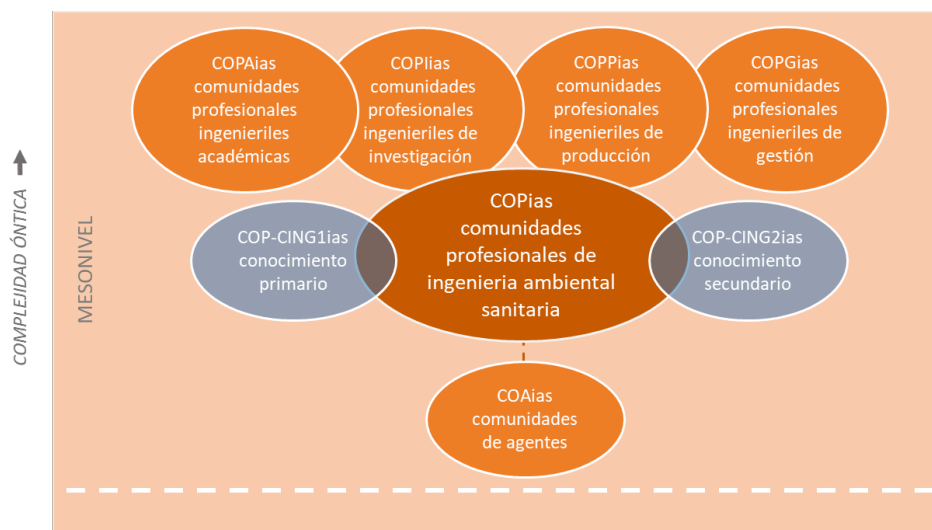 COPAias
comunidades
profesionales
ingenieriles
académicas
COPIias
comunidades
profesionales
ingenieriles de
investigación
COPPias
comunidades
profesionales
ingenieriles de
producción
COPGias
comunidades
profesionales
ingenieriles de
gestión
COPias
comunidades
profesionales de
ingenieria ambiental
sanitaria
COP-CING1ias
conocimiento
primario
COP-CING2ias
conocimiento
secundario
COAias
comunidades
de agentes
MESONIVEL
COMPLEJIDAD ÓNTICA